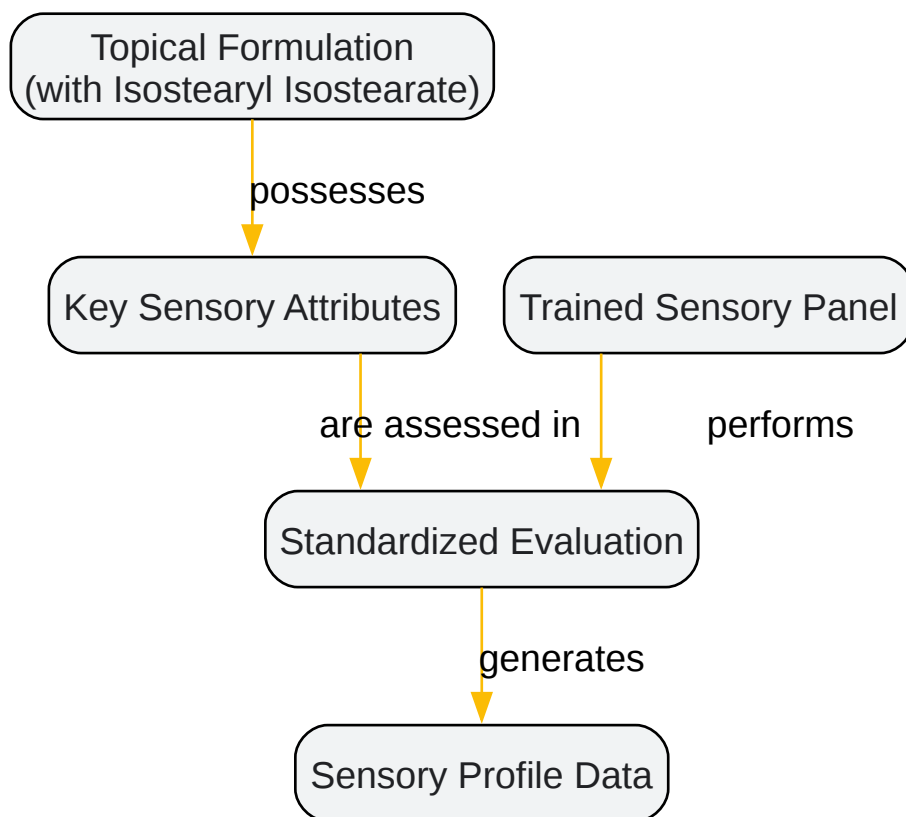 Topical Formulation
(with Isostearyl Isostearate)
possesses
Key Sensory Attributes
Trained Sensory Panel
are assessed in
performs
Standardized Evaluation
generates
Sensory Profile Data